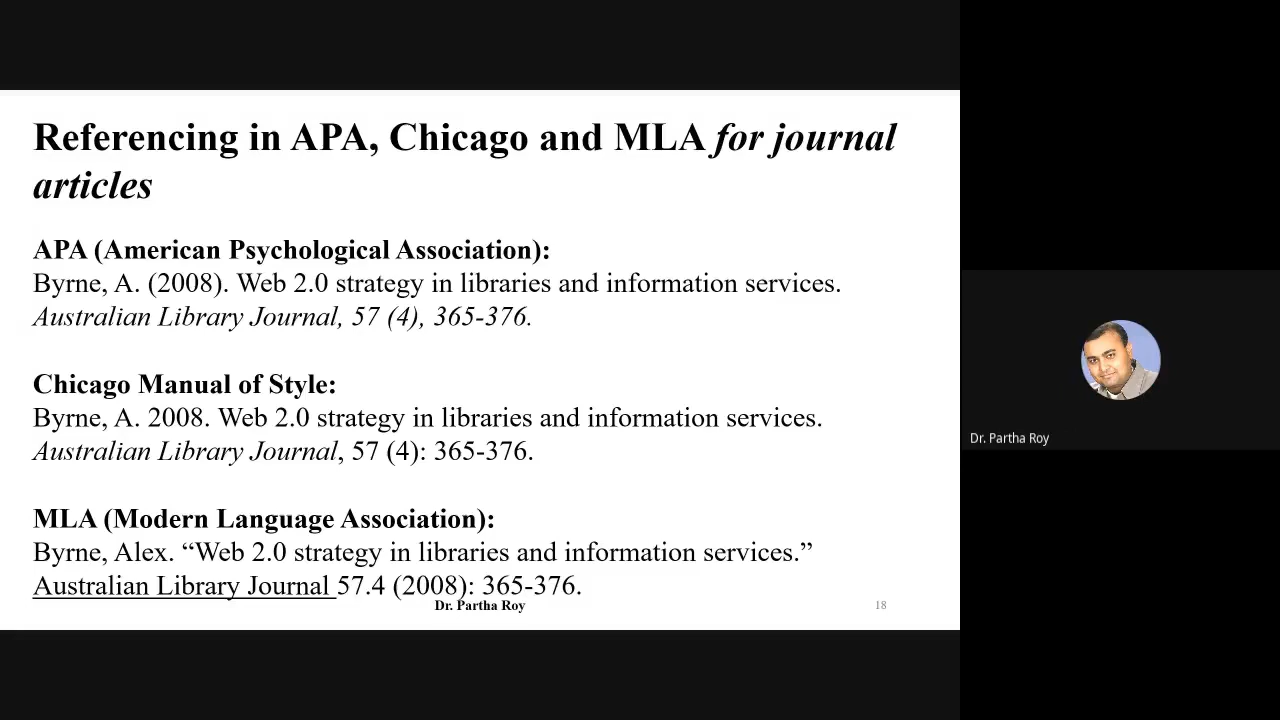 Referencing in APA, Chicago and MLA for journal
articles
APA (American Psychological Association):
Byrne, A. (2008). Web 2.0 strategy in libraries and information services.
Australian Library Journal, 57 (4), 365-376.
Chicago Manual of Style:
Byrne, A. 2008. Web 2.0 strategy in libraries and information services.
Australian Library Journal, 57 (4): 365-376.
MLA (Modern Language Association):
Byrne, Alex. “Web 2.0 strategy in libraries and information services.”
Australian Library Journal 57.4 (2008): 365-376.
Dr. Partha Roy
18
Dr. Partha Roy